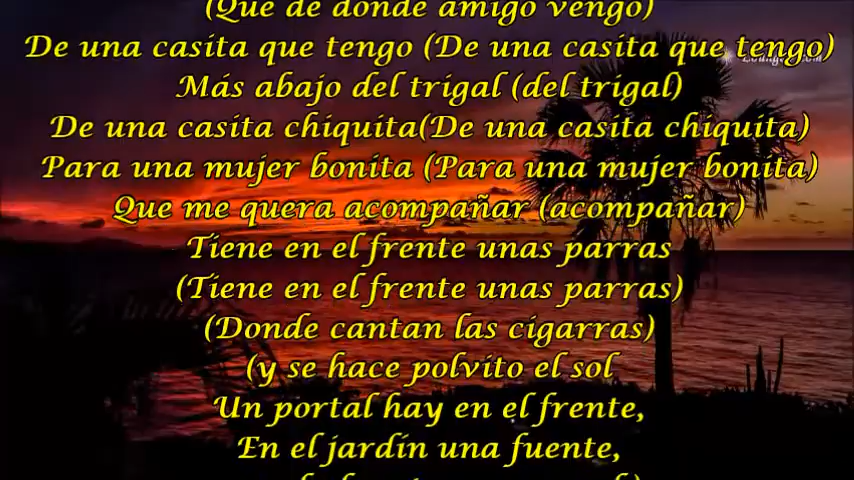 (Que de donde amigo vengo)
De una casita que tengo (De una casita que tengo)
Más abajo del trigal (del trigal)
De una casita chiquita(De una casita chiquita)
Para una mujer bonita (Para una mujer bonita)
Que me quera acompañar (acompañar)
Tiene en el frente unas parras
(Tiene en el frente unas parras)
(Donde cantan las cigarras)
(y se hace polvito el sol
Un portal hay en el frente,
En el jardín una fuente,